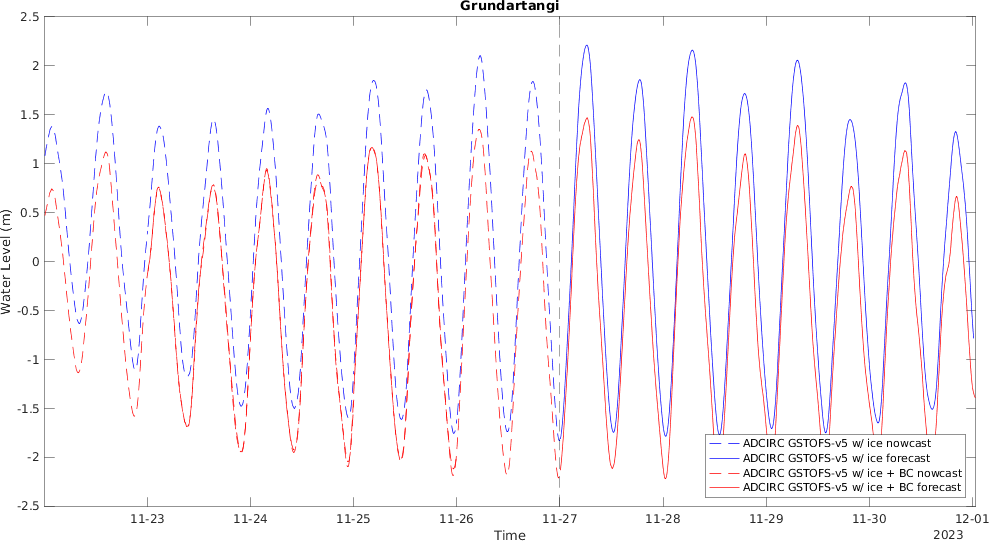 Grundartangi
2.5
2
1.5
1
0.5
0
-0.5
-1
-1.5
-2
-2.5
Water Level (m)
ADCIRC GSTOFS-v5 w/ ice nowcast
ADCIRC GSTOFS-v5 w/ ice forecast
ADCIRC GSTOFS-v5 w/ ice + BC nowcast
ADCIRC GSTOFS-v5 w/ ice + BC forecast
11-23 11-24 11-25 11-26 11-27 11-28 11-29 11-30 12-01
Time
2023